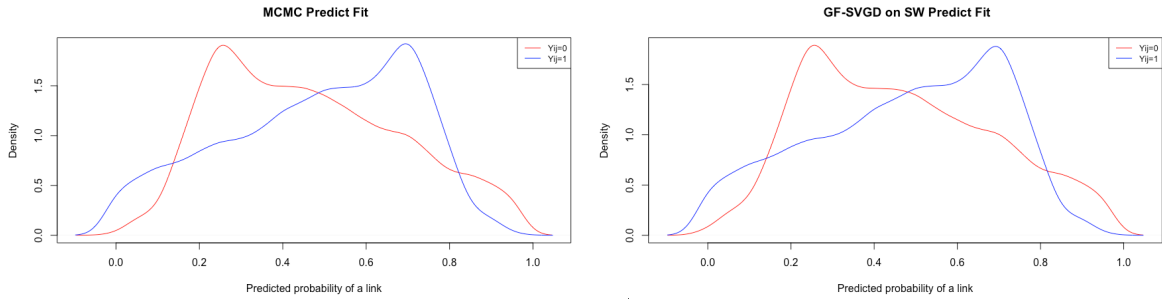 MCMC Predict Fit
Yij=0
Yij=1
Density
0.0
0.5
1.0
1.5
0.0 0.2 0.4 0.6 0.8 1.0
Predicted probability of a link
GF-SVGD on SW Predict Fit
Yij=0
Yij=1
Density
0.0
0.5
1.0
1.5
0.0 0.2 0.4 0.6 0.8 1.0
Predicted probability of a link